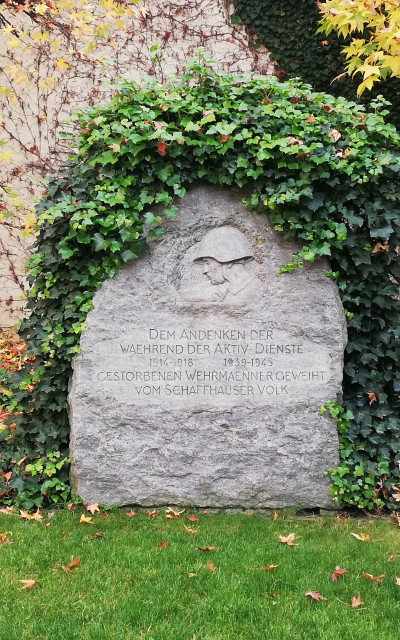 DEM ANDENKEN DER
WAEHREND DER AKTIV-DIENSTE
1914-1918 1939-1945
GESTORBENEN WEHRMAENNER GEWEIHT
VOM SCHAFFHAUSER VOLK